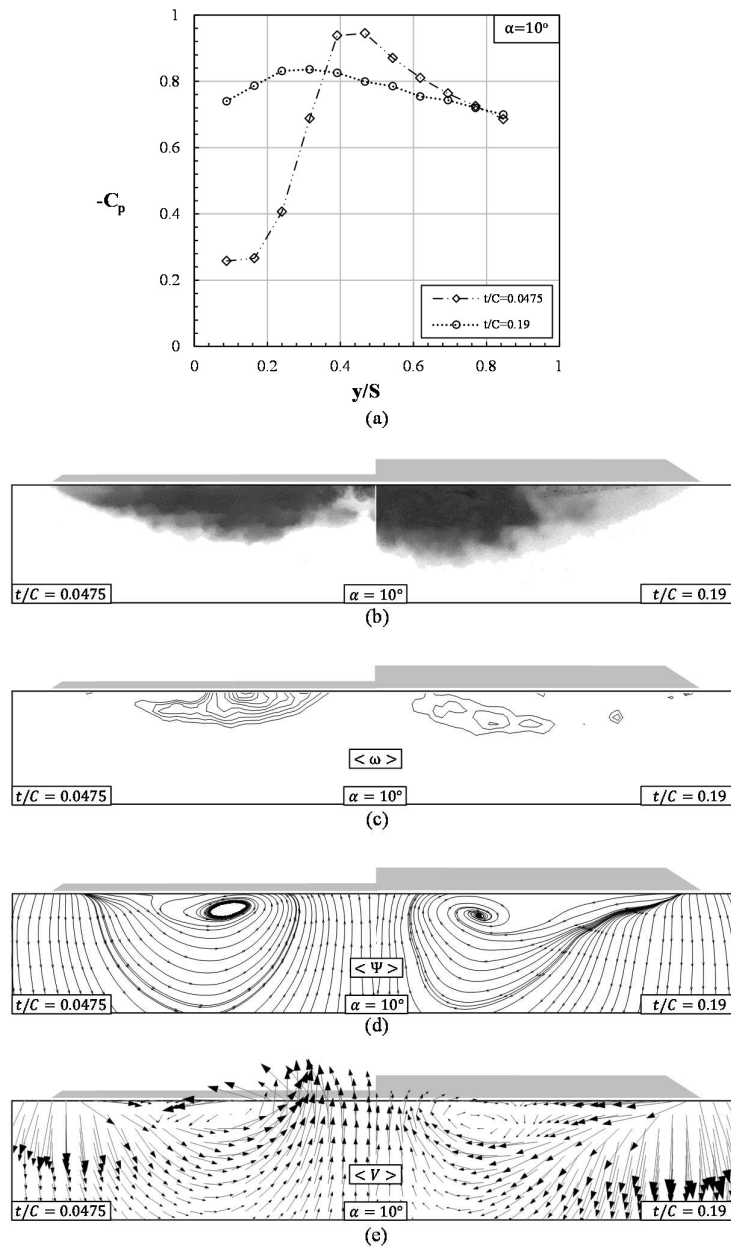 -1
α=10°
0.8
0.6
-Cp
0.4
0.2
t/C=0.0475
t/C=0.19
0
0 0.2 0.4 0.6 0.8 1
y/S
(a)
t/C = 0.0475 α = 10° t/C = 0.19
(b)
< ω >
t/C = 0.0475 α = 10° t/C = 0.19
(c)
< Ψ >
t/C = 0.0475 α = 10° t/C = 0.19
(d)
< V >
t/C = 0.0475 α = 10° t/C = 0.19
(e)